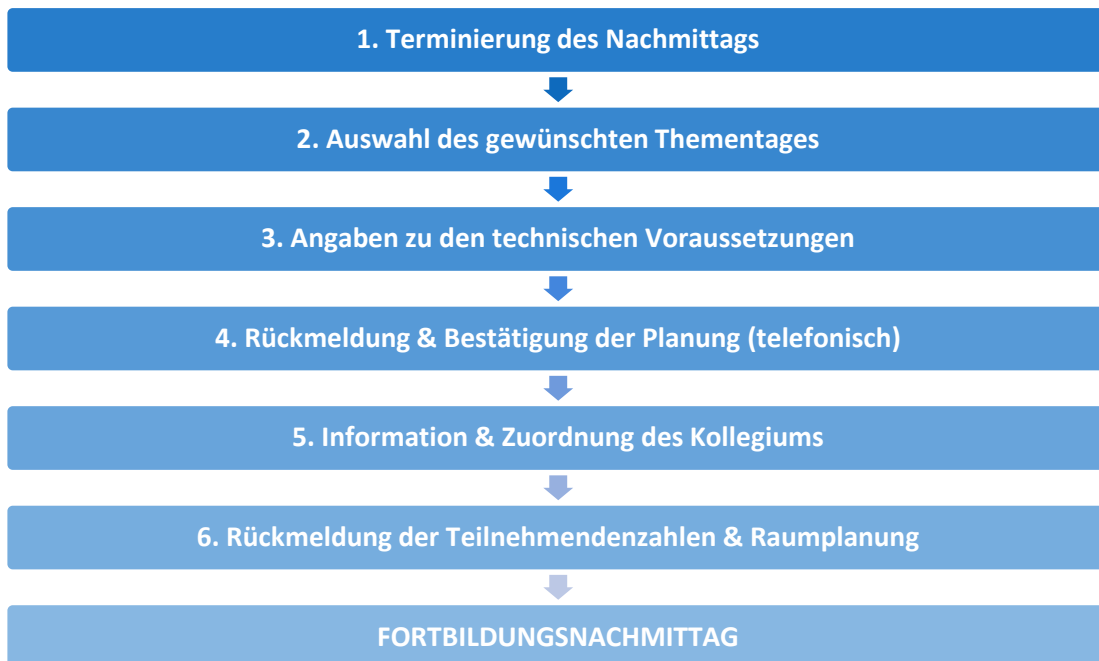 1. Terminierung des Nachmittags
2. Auswahl des gewünschten Thementages
3. Angaben zu den technischen Voraussetzungen
4. Rückmeldung & Bestätigung der Planung (telefonisch)
5. Information & Zuordnung des Kollegiums
6. Rückmeldung der Teilnehmendenzahlen & Raumplanung
FORTBILDUNGSNACHMITTAG